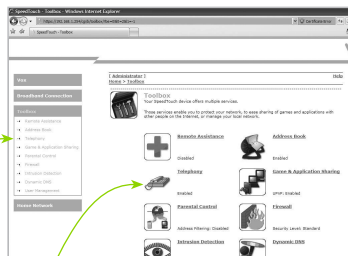 SpeedTouch - Toolbox - Windows Internet Explorer
SpeedTouch - Toolbox
[ Administrator ]
Help
Home > Toolbox
Vox
Broadband Connection
Toolbox
Remote Assistance
Address Book
Telephony
Game & Application Sharing
Parental Control
Firewall
Intrusion Detection
Dynamic DNS
User Management
Home Network
Toolbox
Your SpeedTouch device offers multiple services.
These services enable you to protect your network, to ease sharing of games and applications with
other people on the Internet, or manage your local network.
Remote Assistance
Disabled
Address Book
Enabled
Telephony
Enabled
Game & Application Sharing
UPnP: Enabled
Parental Control
Address Filtering: Disabled
Firewall
Security Level: Standard
Intrusion Detection
Dynamic DNS